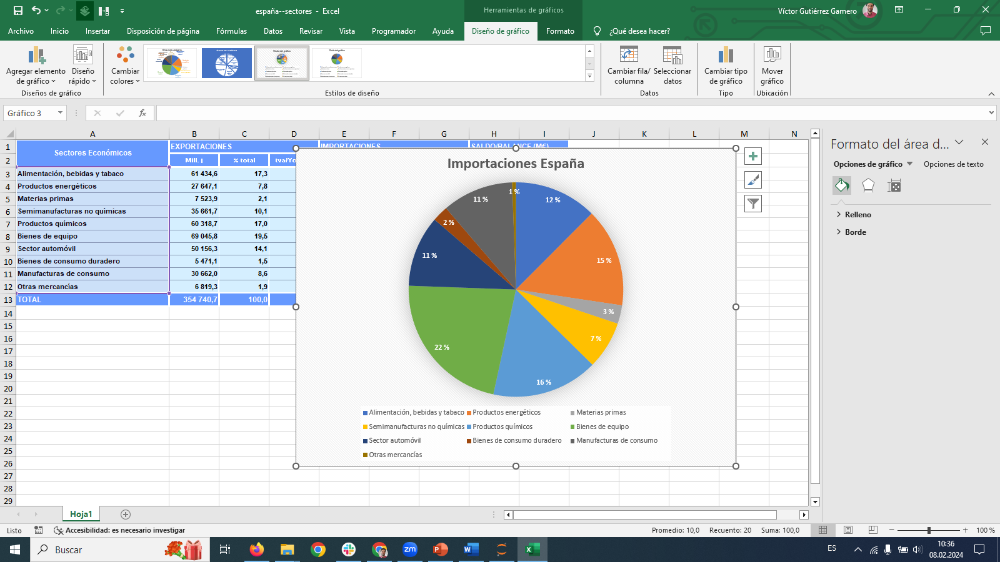 españa--sectores - Excel
Herramientas de gráficos
Víctor Gutiérrez Gamero
Archivo Inicio Insertar Disposición de página Fórmulas Datos Revisar Vista Programador Ayuda Diseño de gráfico Formato ¿Qué desea hacer?
Agregar elemento de gráfico
Diseño rápido
Cambiar colores
Cambiar fila/ columna
Seleccionar datos
Cambiar tipo de gráfico
Mover gráfico
Diseños de gráfico
Estilos de diseño
Datos
Tipo
Ubicación
Gráfico 3
fx
A B C D E F G H I J K L M N
1 Sectores Económicos EXPORTACIONES IMPORTACIONES SALDO/BALANCE (M€)
2 Mill. % total
3 Alimentación, bebidas y tabaco 61 434,6 17,3
4 Productos energéticos 27 647,1 7,8
5 Materias primas 7 523,9 2,1
6 Semimanufacturas no químicas 35 661,7 10,1
7 Productos químicos 60 318,7 17,0
8 Bienes de equipo 69 045,8 19,5
9 Sector automóvil 50 156,3 14,1
10 Bienes de consumo duradero 5 471,1 1,5
11 Manufacturas de consumo 30 662,0 8,6
12 Otras mercancías 6 819,3 1,9
13 TOTAL 354 740,7 100,0
14
15
16
17
18
19
20
21
22
23
24
25
26
27
28
29
Importaciones España
1 %
12 %
11 %
2 %
15 %
11 %
3 %
7 %
22 %
16 %
Alimentación, bebidas y tabaco Productos energéticos Materias primas
Semimanufacturas no químicas Productos químicos Bienes de equipo
Sector automóvil Bienes de consumo duradero Manufacturas de consumo
Otras mercancías
Formato del área d...
Opciones de gráfico Opciones de texto
Relleno
Borde
Hoja1
Listo
Accesibilidad: es necesario investigar
Promedio: 10,0 Recuento: 20 Suma: 100,0
100 %
Buscar
zm
ES
10:36
08.02.2024